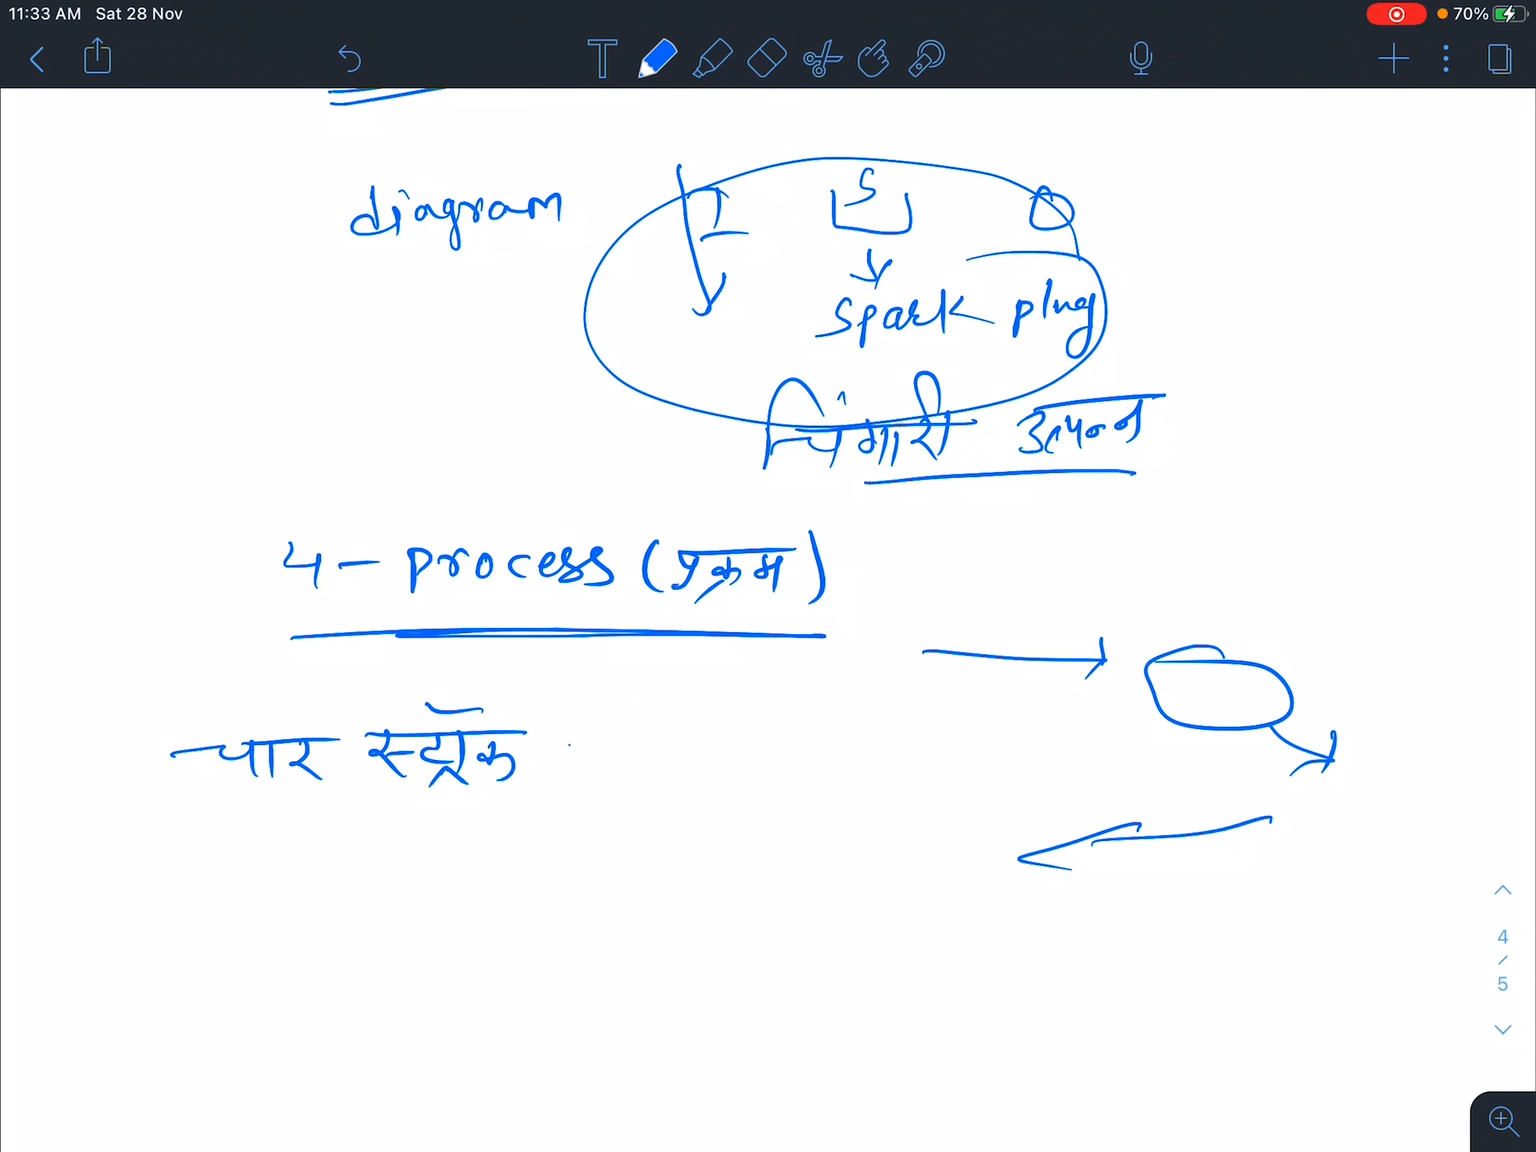 11:33 AM Sat 28 Nov 70%
T
diagram
I S
spark plug
चिंगारी उत्पन्न
4 - process (प्रक्रम)
चार स्ट्रॉक
4
/
5